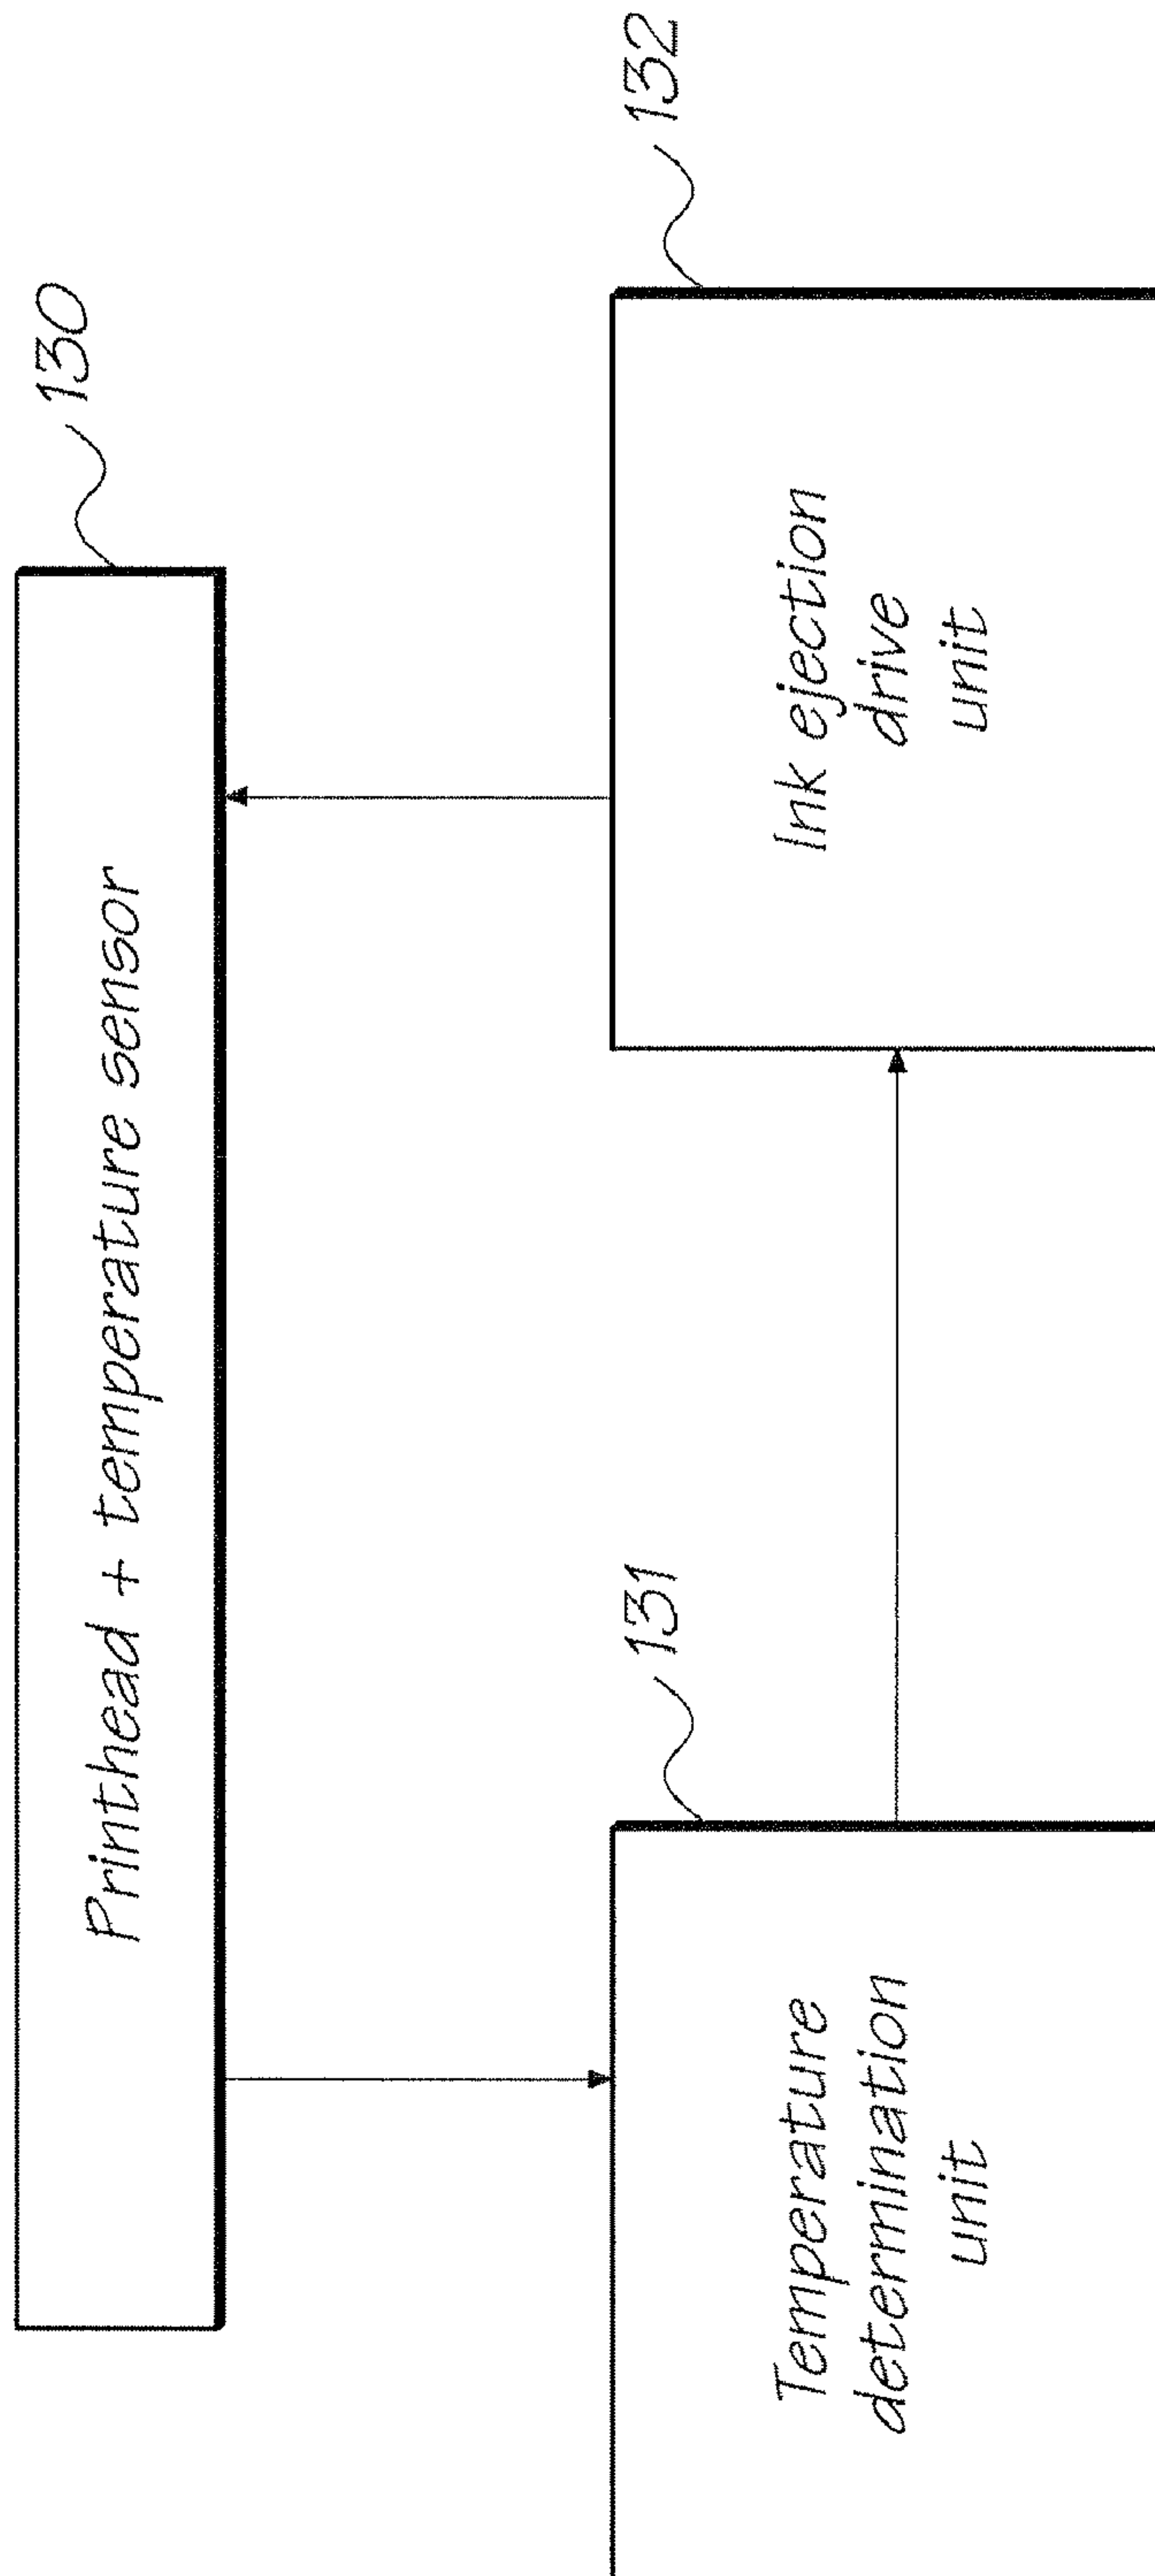 130
Printhead + temperature sensor
131
Temperature
determination
unit
132
Ink ejection
drive
unit